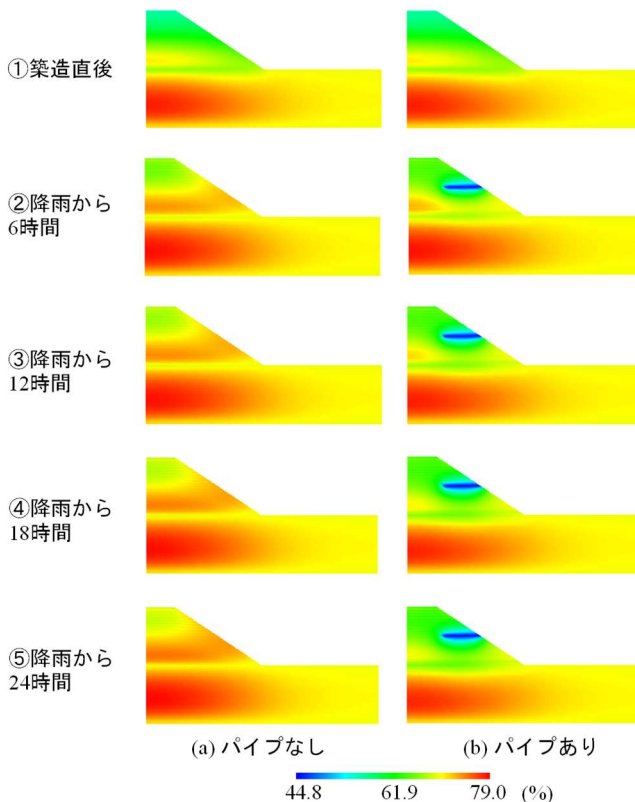 ①築造直後
②降雨から
6時間
③降雨から
12時間
④降雨から
18時間
⑤降雨から
24時間
(a) パイプなし
(b) パイプあり
44.8 61.9 79.0 (%)